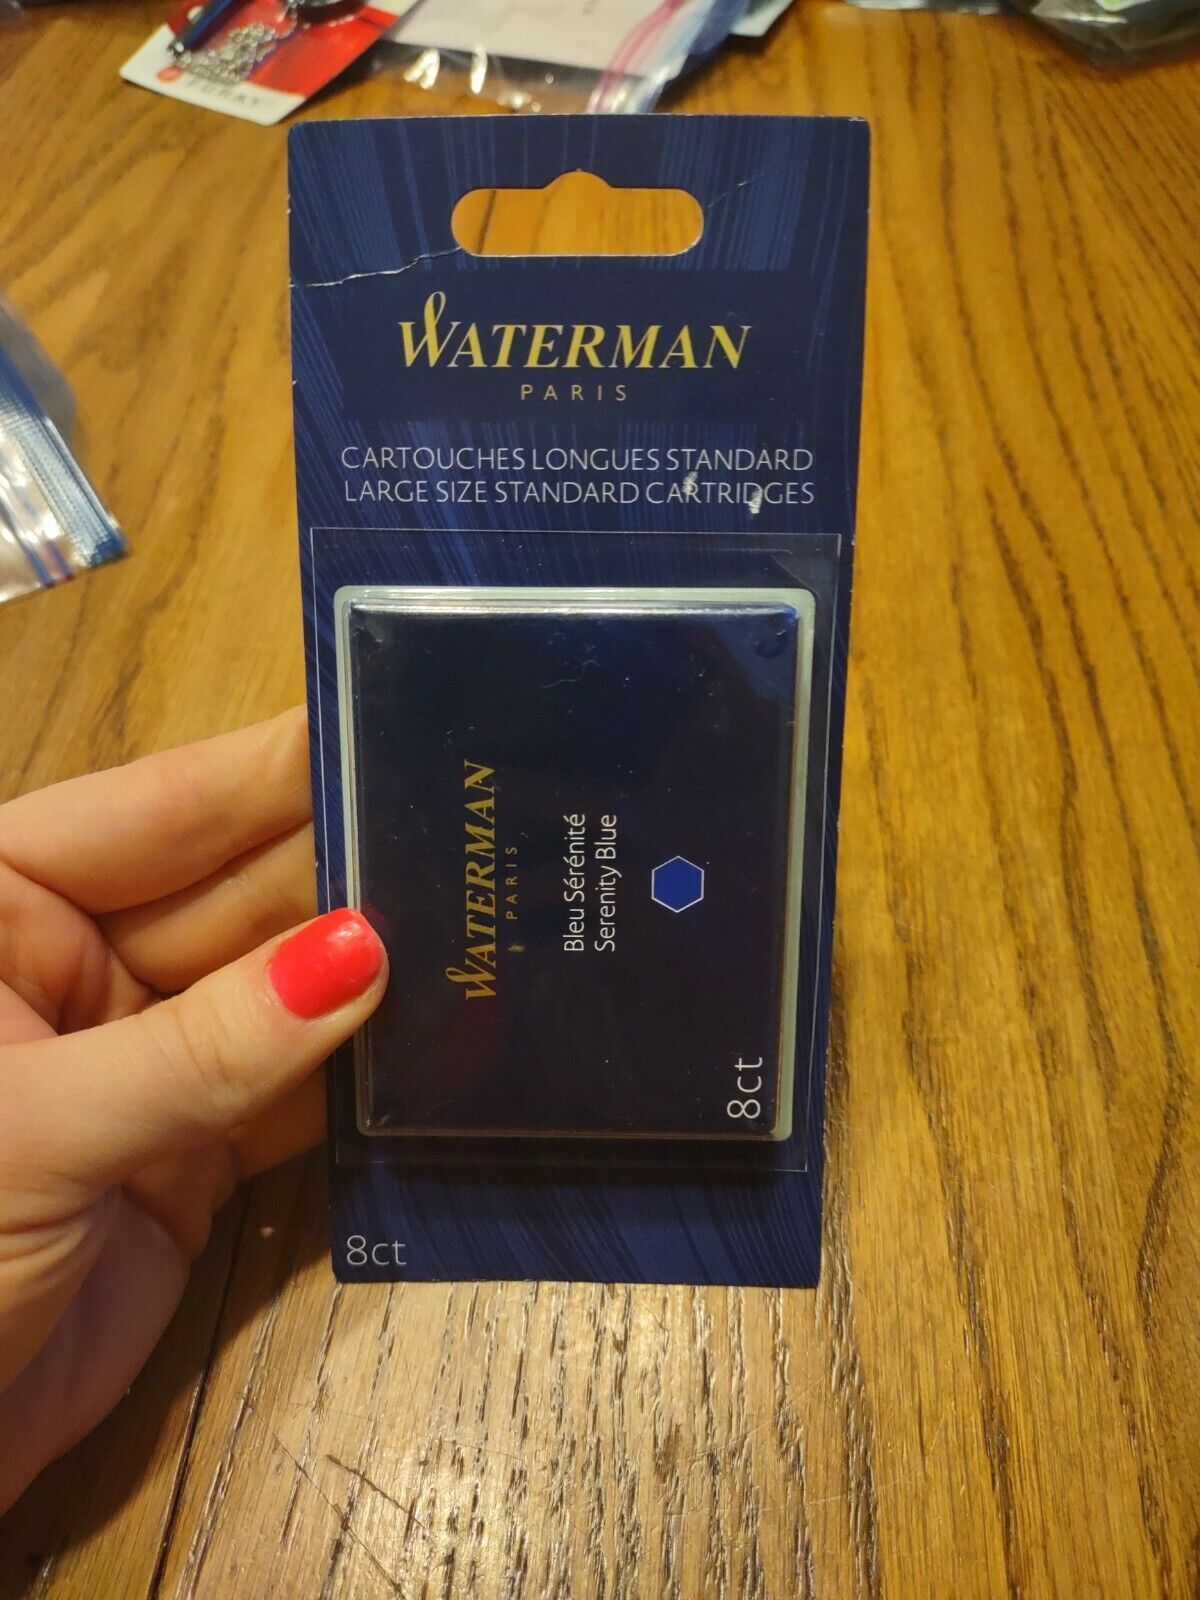 WATERMAN
PARIS
CARTOUCHES LONGUES STANDARD
LARGE SIZE STANDARD CARTRIDGES
WATERMAN
PARIS
Bleu Sérénité
Serenity Blue
8ct
8ct